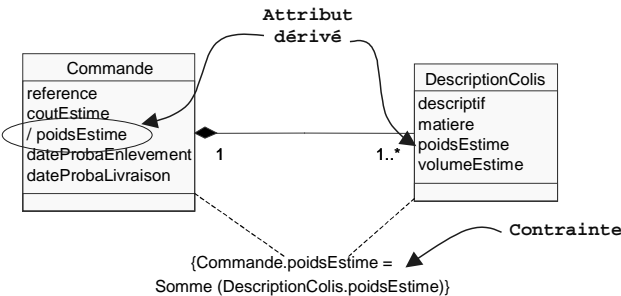 Attribut
dérivé
Commande
reference
coutEstime
/ poidsEstime
dateProbaEnlevement
dateProbaLivraison
1
1..*
DescriptionColis
descriptif
matiere
poidsEstime
volumeEstime
Contrainte
{Commande.poidsEstime =
Somme (DescriptionColis.poidsEstime)}